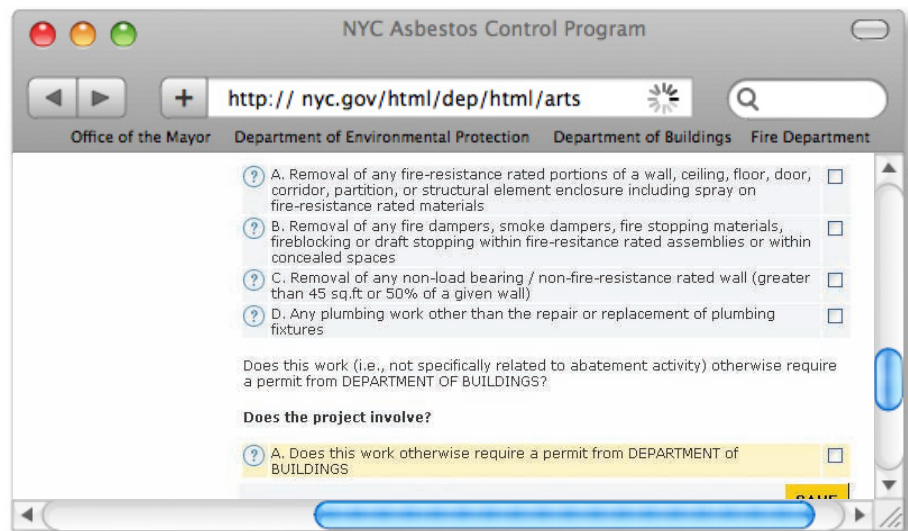 NYC Asbestos Control Program
http:// nyc.gov/html/dep/html/arts
Office of the Mayor Department of Environmental Protection Department of Buildings Fire Department
? A. Removal of any fire-resistance rated portions of a wall, ceiling, floor, door,
corridor, partition, or structural element enclosure including spray on
fire-resistance rated materials
? B. Removal of any fire dampers, smoke dampers, fire stopping materials,
fireblocking or draft stopping within fire-resitance rated assemblies or within
concealed spaces
? C. Removal of any non-load bearing / non-fire-resistance rated wall (greater
than 45 sq.ft or 50% of a given wall)
? D. Any plumbing work other than the repair or replacement of plumbing
fixtures
Does this work (i.e., not specifically related to abatement activity) otherwise require
a permit from DEPARTMENT OF BUILDINGS?
Does the project involve?
? A. Does this work otherwise require a permit from DEPARTMENT of
BUILDINGS
SAVE